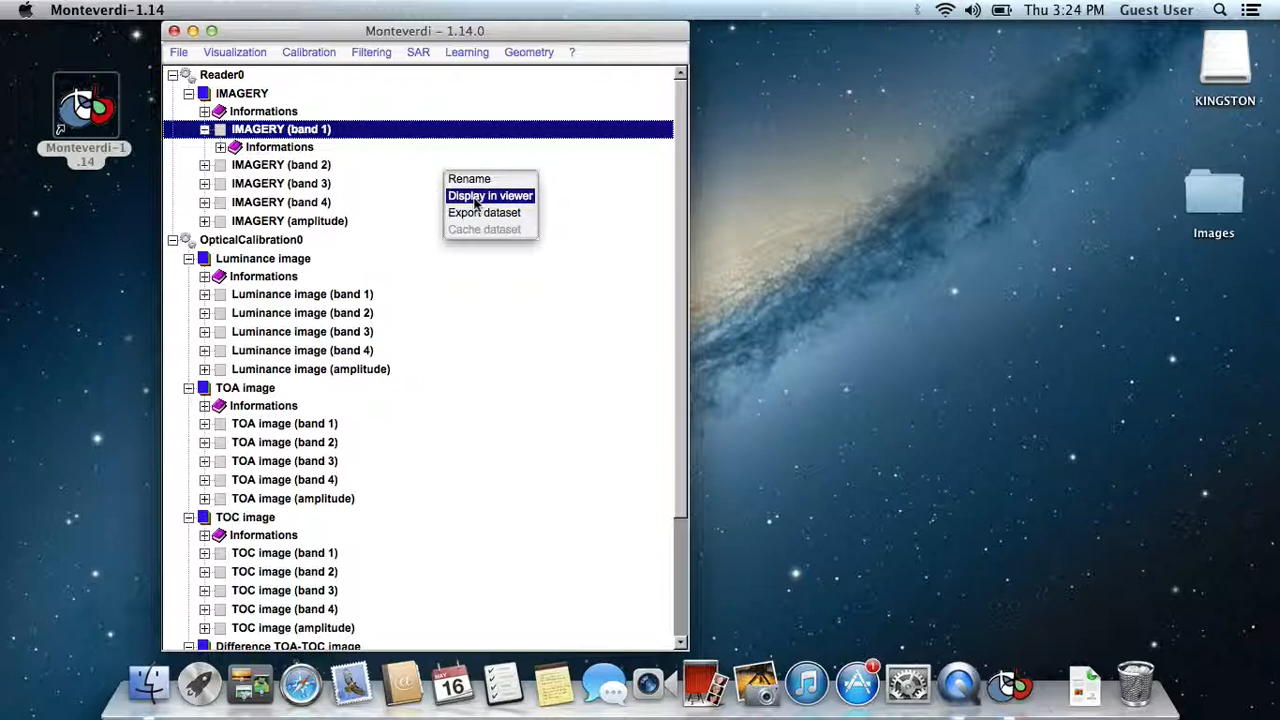 Monteverdi-1.14
Thu 3:24 PM Guest User
Monteverdi - 1.14.0
File Visualization Calibration Filtering SAR Learning Geometry ?
Reader0
IMAGERY
Informations
IMAGERY (band 1)
Informations
IMAGERY (band 2)
IMAGERY (band 3)
IMAGERY (band 4)
IMAGERY (amplitude)
OpticalCalibration0
Luminance image
Informations
Luminance image (band 1)
Luminance image (band 2)
Luminance image (band 3)
Luminance image (band 4)
Luminance image (amplitude)
TOA image
Informations
TOA image (band 1)
TOA image (band 2)
TOA image (band 3)
TOA image (band 4)
TOA image (amplitude)
TOC image
Informations
TOC image (band 1)
TOC image (band 2)
TOC image (band 3)
TOC image (band 4)
TOC image (amplitude)
Difference TOA-TOC image
Rename
Display in viewer
Export dataset
Cache dataset
Monteverdi-1
.14
KINGSTON
Images
MAY
16
1